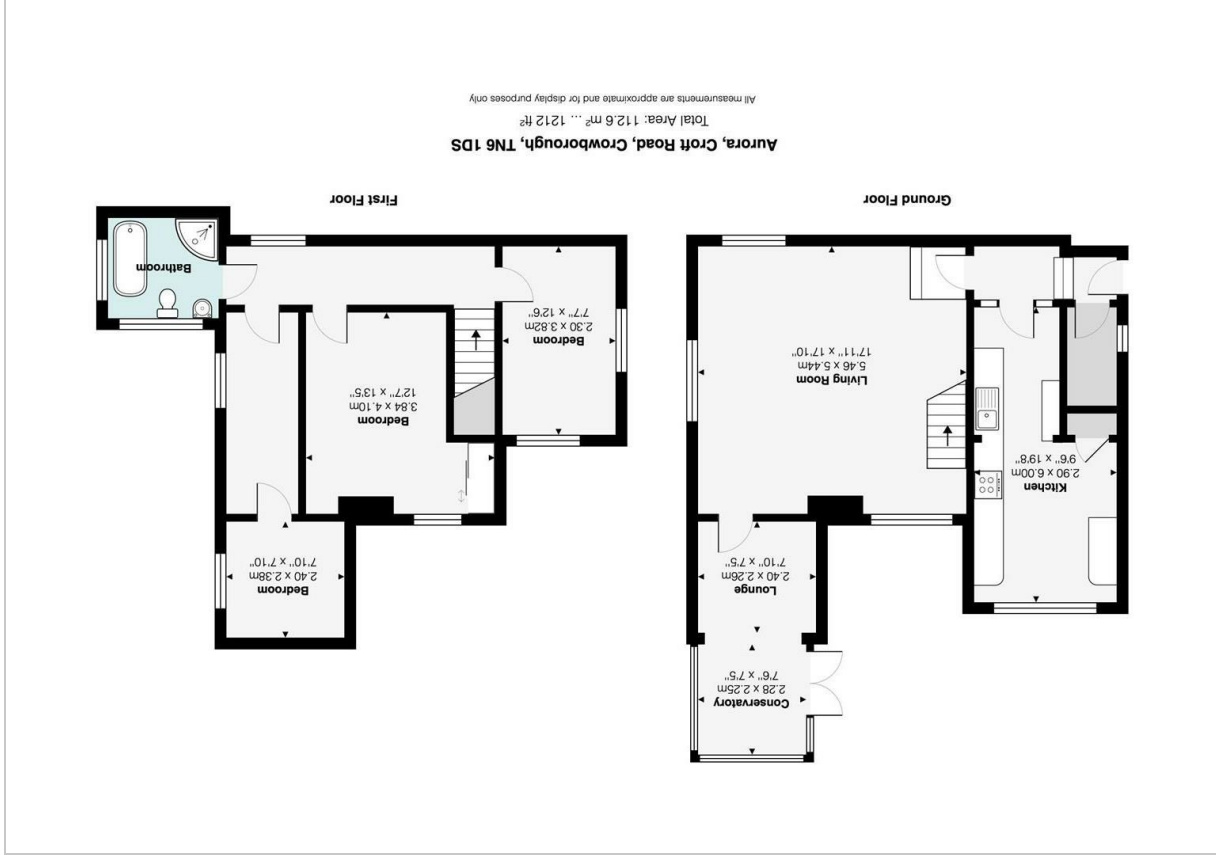 Conservatory
2.28 x 2.25m
7'6'' x 7'5''
Lounge
2.40 x 2.26m
7'10'' x 7'5''
Kitchen
2.90 x 6.00m
9'6'' x 19'8''
Living Room
5.46 x 5.44m
17'11'' x 17'10''
Ground Floor
Bedroom
2.40 x 2.38m
7'10'' x 7'10''
Bedroom
3.84 x 4.10m
12'7'' x 13'5''
Bedroom
2.30 x 3.82m
7'7'' x 12'6''
Bathroom
First Floor
Aurora, Croft Road, Crowborough, TN6 1DS
Total Area: 112.6 m² ... 1212 ft²
All measurements are approximate and for display purposes only